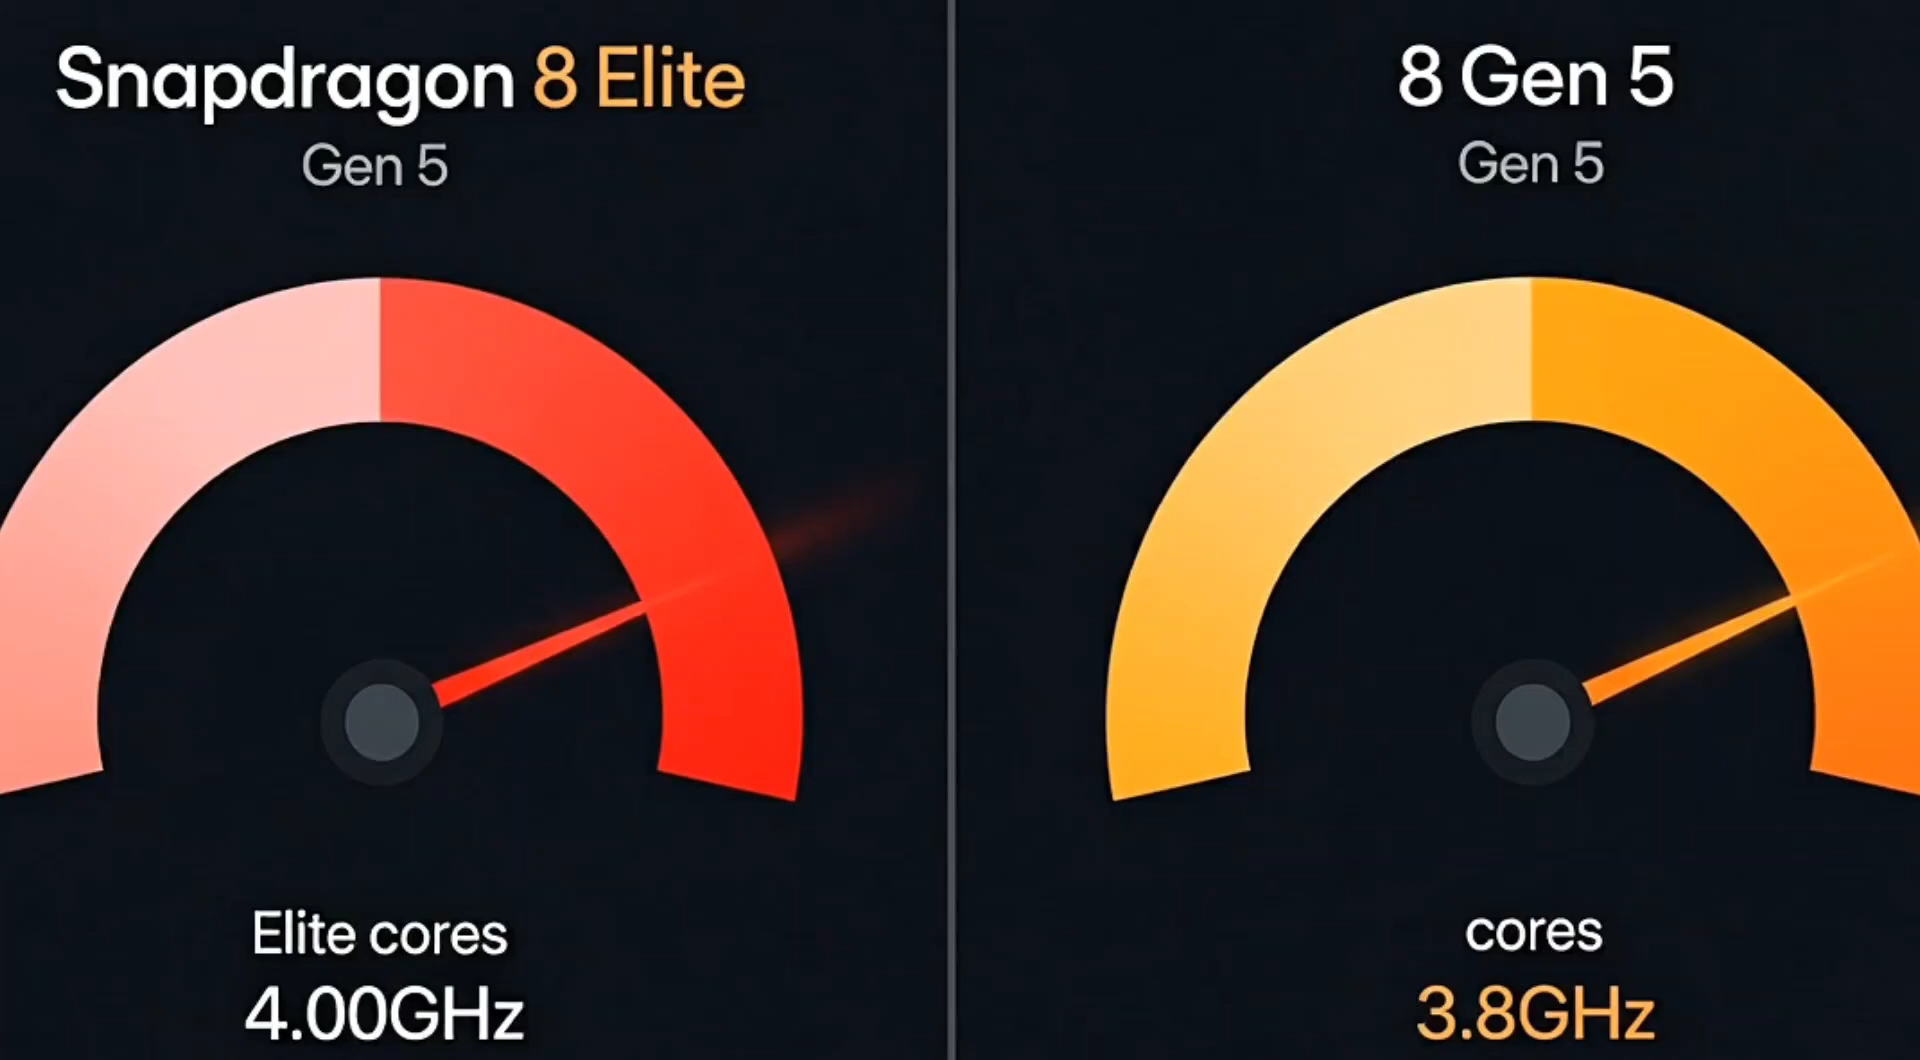 Snapdragon 8 Elite
Gen 5
Elite cores
4.00GHz
8 Gen 5
Gen 5
cores
3.8GHz